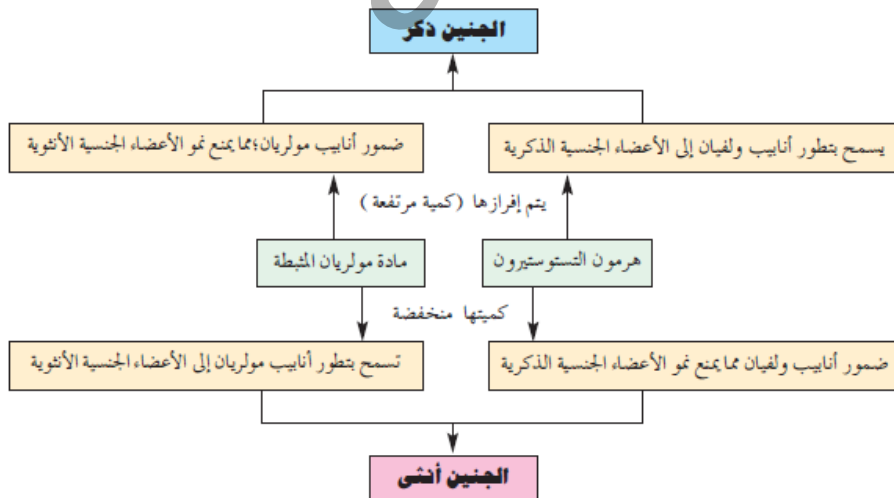 الجنين ذكر
يسمح بتطور أنابيب ولفيان إلى الأعضاء الجنسية الذكرية
ضمور أنابيب مولريان؛ مما يمنع نمو الأعضاء الجنسية الأنثوية
يتم إفرازها (كمية مرتفعة)
هرمون التستوستيرون
مادة مولريان المثبطة
كميتها منخفضة
ضمور أنابيب ولفيان مما يمنع نمو الأعضاء الجنسية الذكرية
تسمح بتطور أنابيب مولريان إلى الأعضاء الجنسية الأنثوية
الجنين أنثى